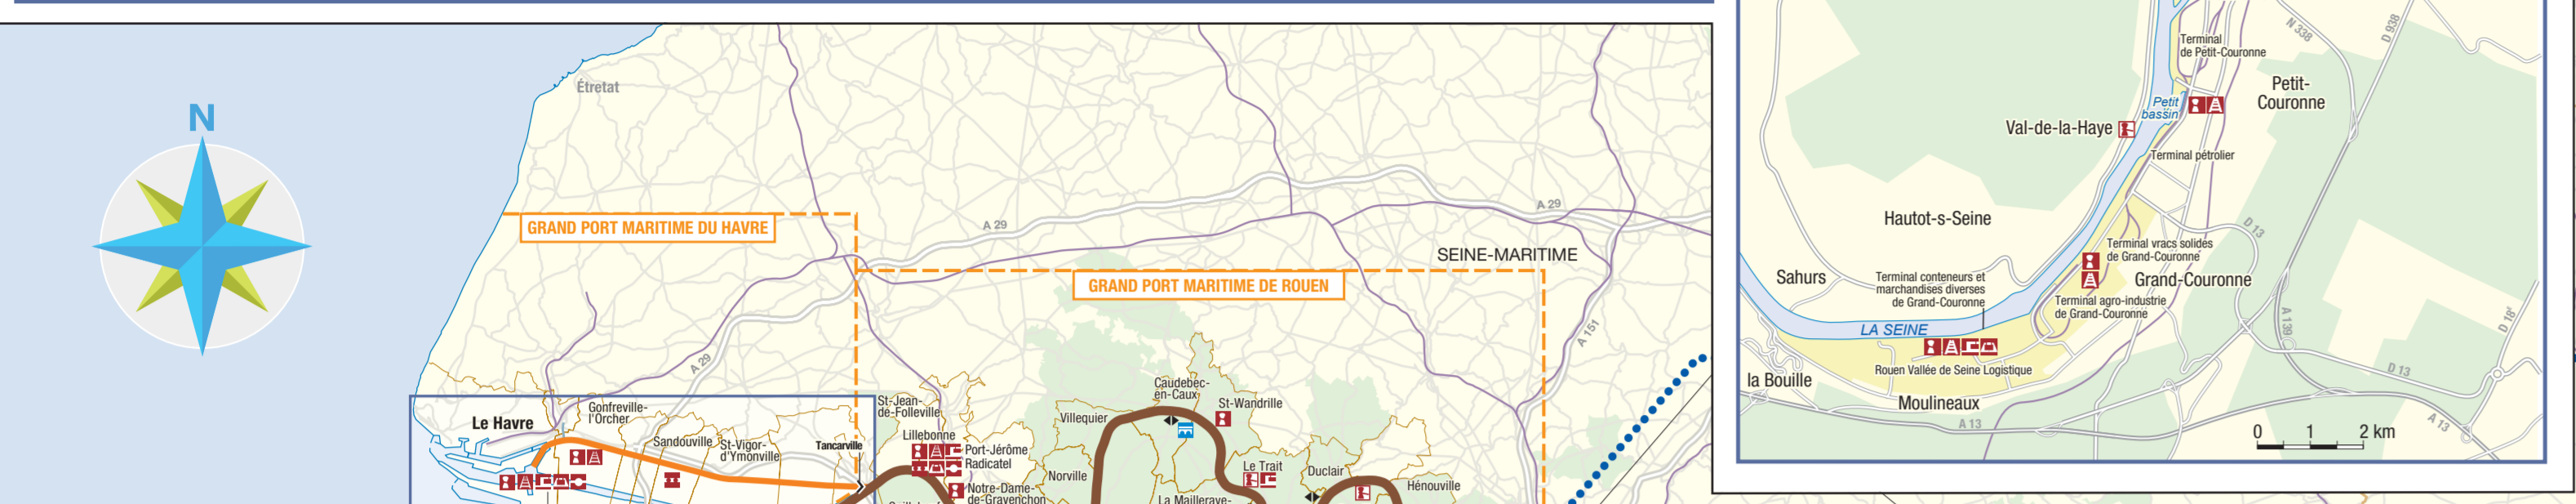 Étretat
N
GRAND PORT MARITIME DU HAVRE
A 29
A 29
SEINE-MARITIME
GRAND PORT MARITIME DE ROUEN
A 151
A 29
Caudebec-
en-Caux
St-Jean-
de-Folleville
Gonfreville-
l'Orcher
Villequier
St-Wandrille
Le Havre
Sandouville
St-Vigor-
d'Ymonville
Tancarville
Lillebonne
Port-Jérôme
Radicatel
Norville
Le Trait
Duclair
Hénouville
Notre-Dame-
de-Gravenchon
La Mailleraye-
N 338
D 938
Terminal
de Petit-Couronne
Petit-
Couronne
Petit
bassin
Val-de-la-Haye
Terminal pétrolier
Hautot-s-Seine
D 13
Terminal vracs solides
de Grand-Couronne
Sahurs
Terminal conteneurs et
marchandises diverses
de Grand-Couronne
Grand-Couronne
Terminal agro-industrie
de Grand-Couronne
LA SEINE
A 139
D 18E
Rouen Vallée de Seine Logistique
la Bouille
D 13
Moulineaux
A 13
A 13
0 1 2 km